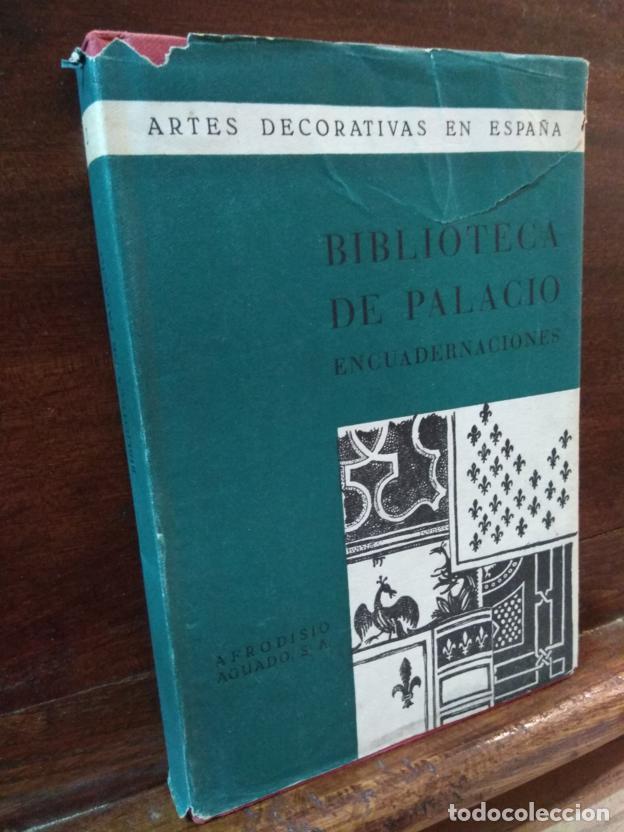 ARTES DECORATIVAS EN ESPAÑA
BIBLIOTECA
DE PALACIO
ENCUADERNACIONES
AFRODISIO
AGUADO, S. A.
todocoleccion